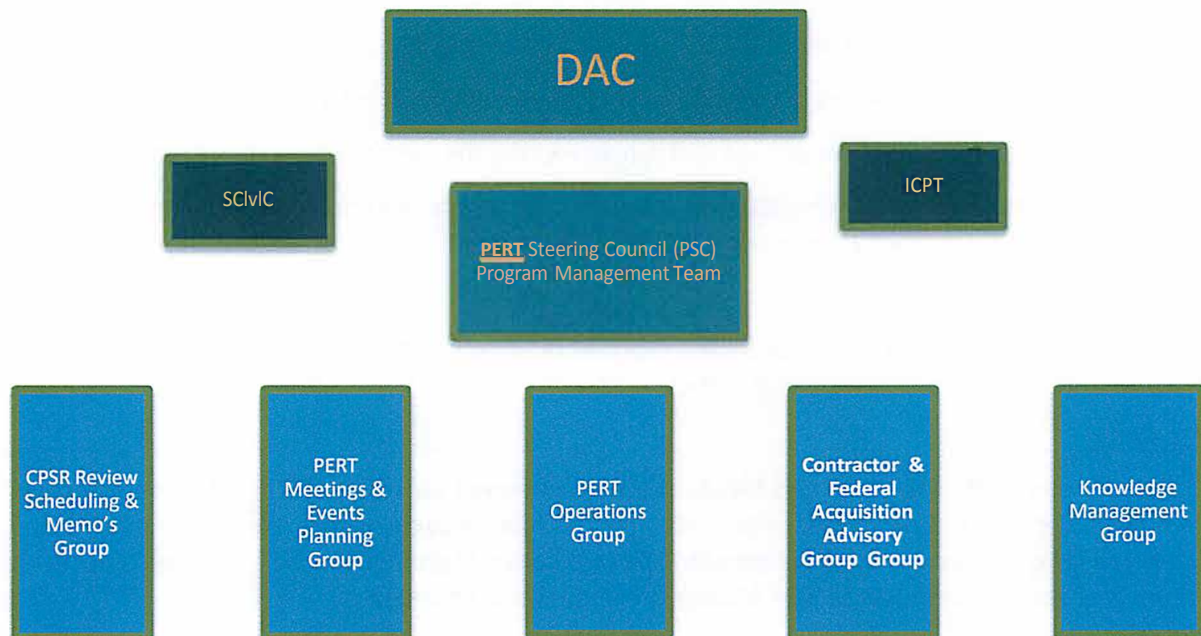 DAC
SClvlC
ICPT
PERT Steering Council (PSC)
Program Management Team
CPSR Review
Scheduling &
Memo's
Group
PERT
Meetings &
Events
Planning
Group
PERT
Operations
Group
Contractor &
Federal
Acquisition
Advisory
Group Group
Knowledge
Management
Group